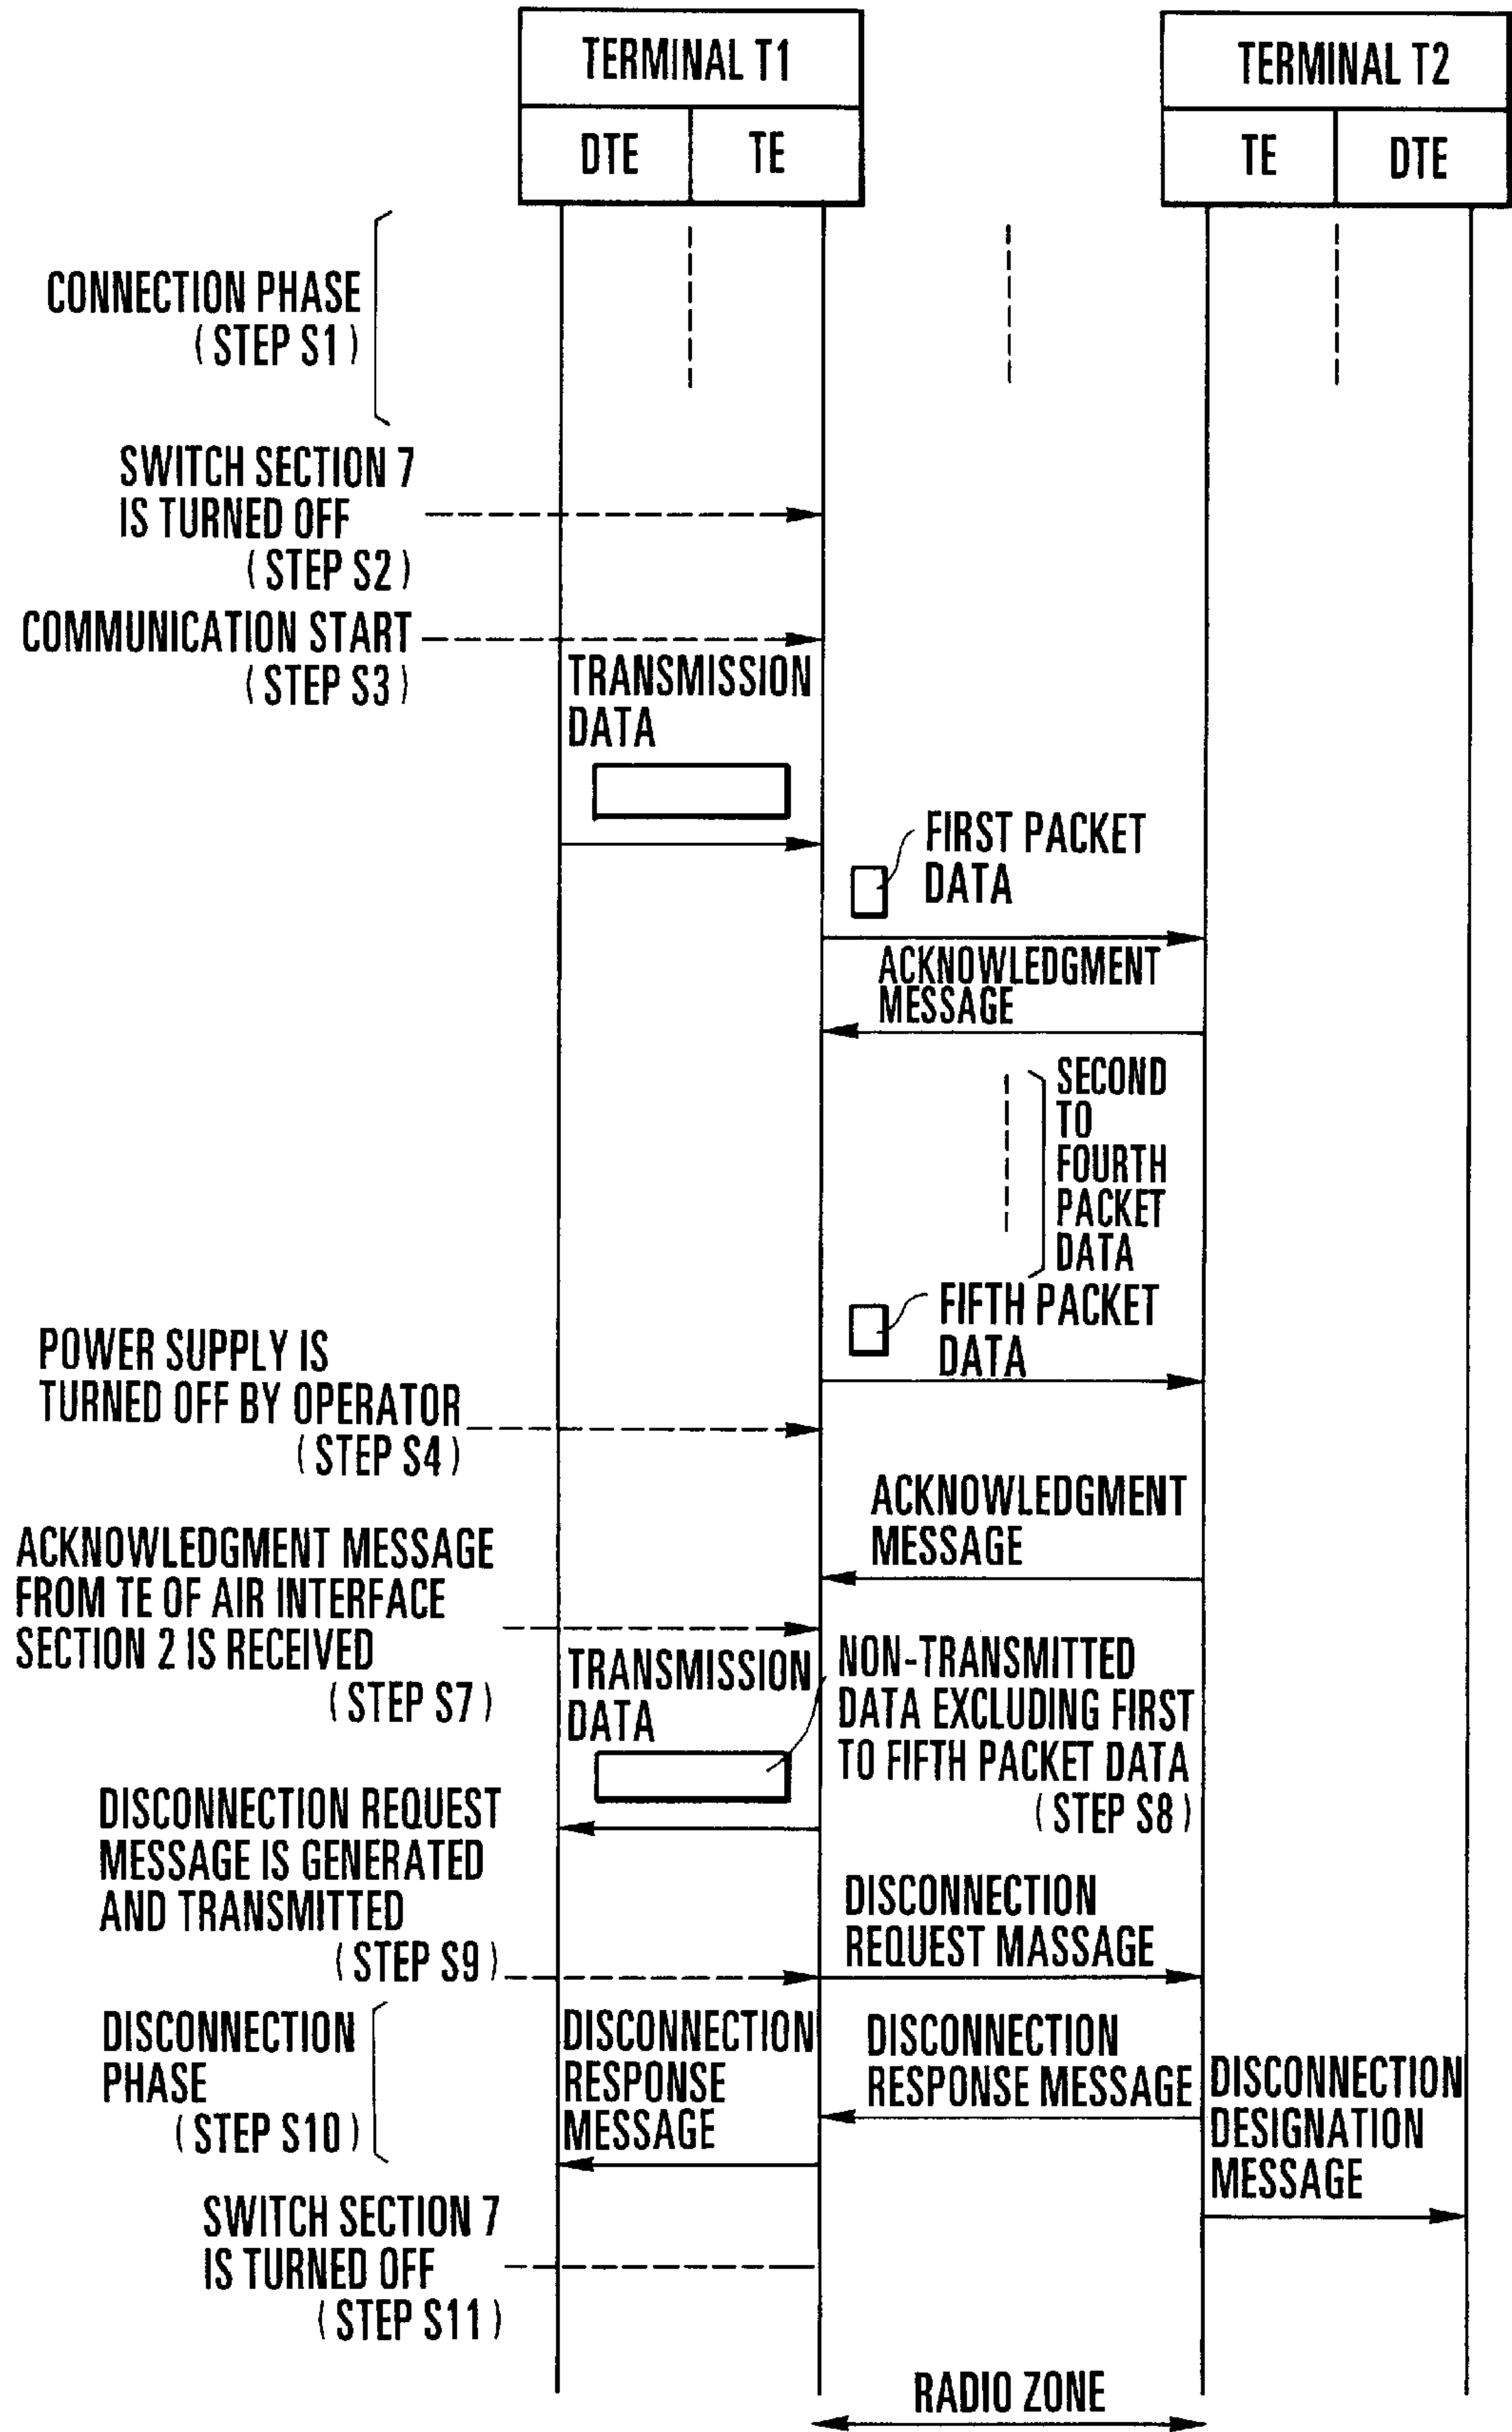 TERMINAL T1
TERMINAL T2
DTE
TE
TE
DTE
CONNECTION PHASE
(STEP S1)
SWITCH SECTION 7
IS TURNED OFF
(STEP S2)
COMMUNICATION START
(STEP S3)
TRANSMISSION
DATA
FIRST PACKET
DATA
ACKNOWLEDGMENT
MESSAGE
SECOND
TO
FOURTH
PACKET
DATA
FIFTH PACKET
DATA
POWER SUPPLY IS
TURNED OFF BY OPERATOR
(STEP S4)
ACKNOWLEDGMENT
MESSAGE
ACKNOWLEDGMENT MESSAGE
FROM TE OF AIR INTERFACE
SECTION 2 IS RECEIVED
(STEP S7)
TRANSMISSION
DATA
NON-TRANSMITTED
DATA EXCLUDING FIRST
TO FIFTH PACKET DATA
(STEP S8)
DISCONNECTION REQUEST
MESSAGE IS GENERATED
AND TRANSMITTED
(STEP S9)
DISCONNECTION
REQUEST MASSAGE
DISCONNECTION
PHASE
(STEP S10)
DISCONNECTION
RESPONSE
MESSAGE
DISCONNECTION
RESPONSE MESSAGE
DISCONNECTION
DESIGNATION
MESSAGE
SWITCH SECTION 7
IS TURNED OFF
(STEP S11)
RADIO ZONE